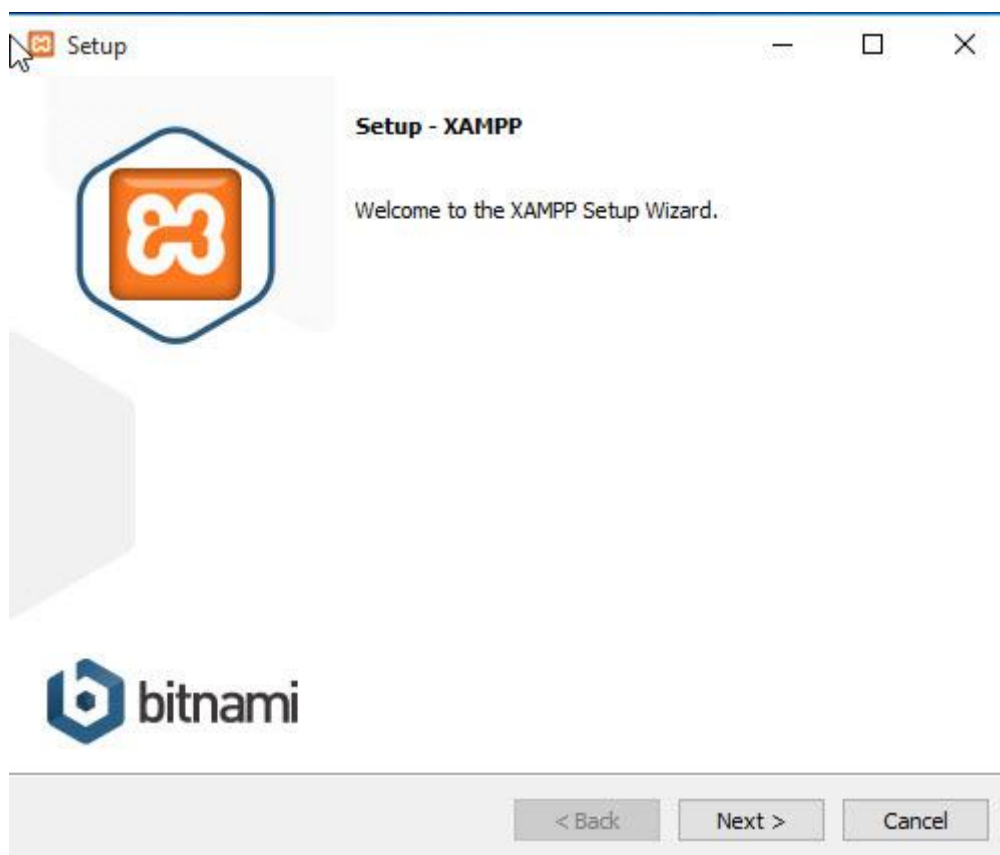 Setup
Setup - XAMPP
Welcome to the XAMPP Setup Wizard.
bitnami
< Back
Next >
Cancel